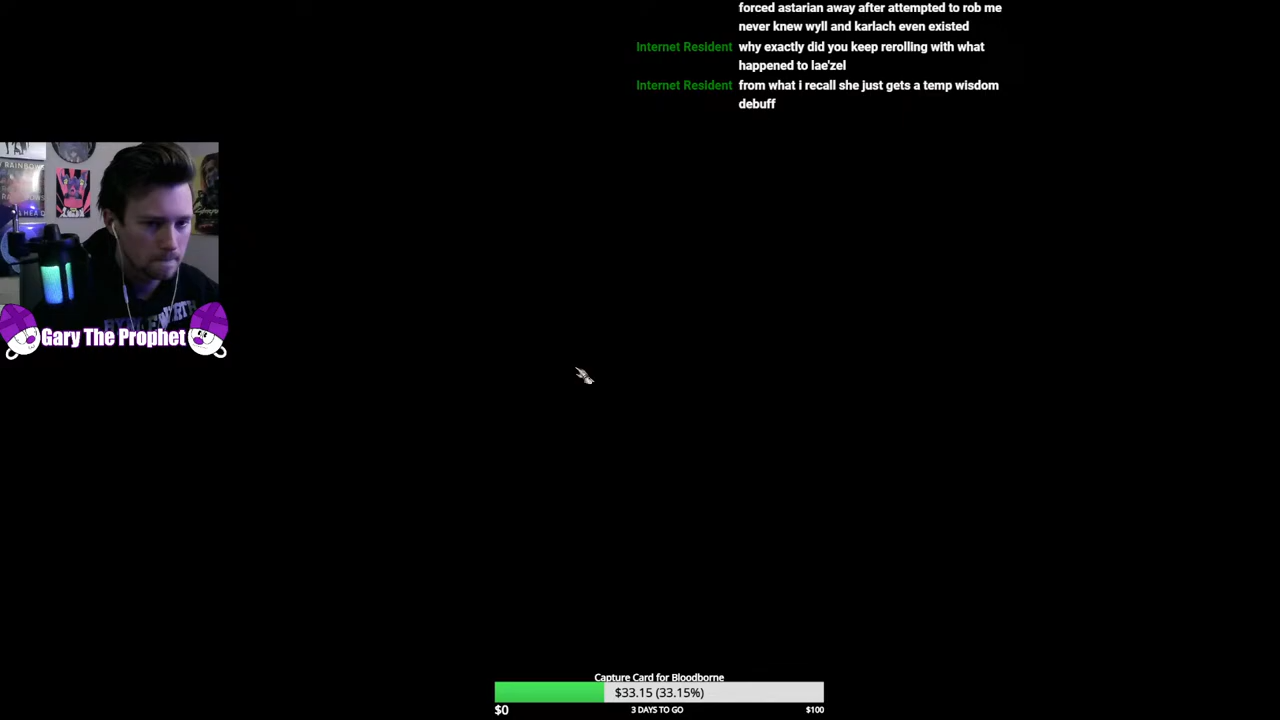 forced astarian away after attempted to rob me
never knew wyll and karlach even existed
Internet Resident why exactly did you keep rerolling with what
happened to lae'zel
Internet Resident from what i recall she just gets a temp wisdom
debuff
Gary The Prophet
Capture Card for Bloodborne
$33.15 (33.15%)
$0 3 DAYS TO GO $100